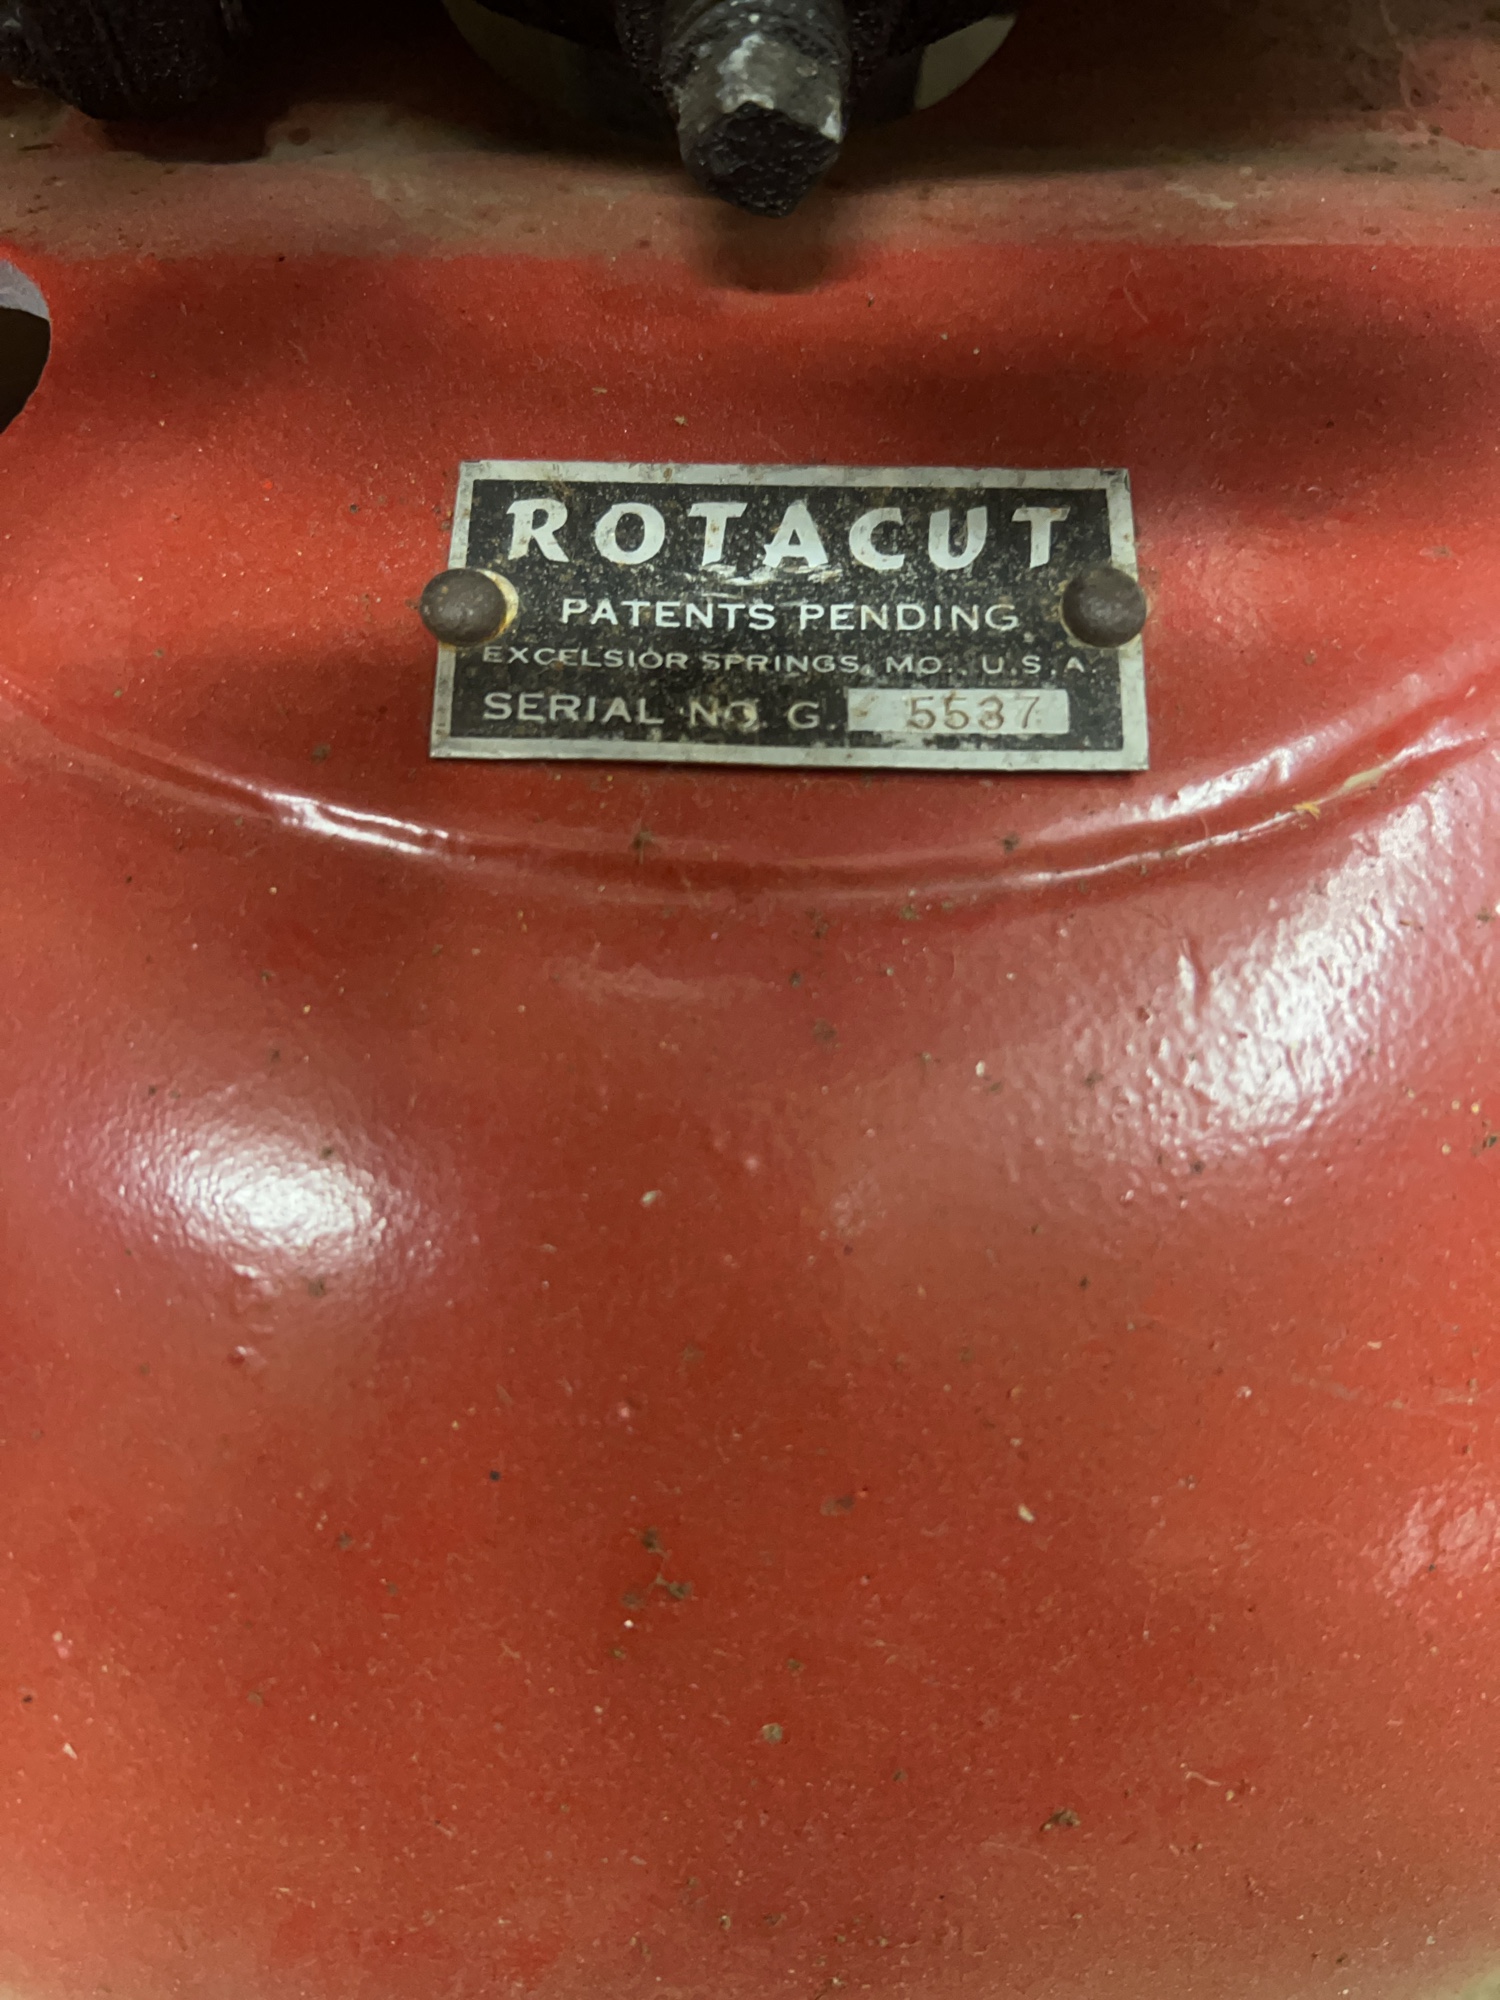 ROTACUT
PATENTS PENDING
EXCELSIOR SPRINGS, MO., U.S.A.
SERIAL NO. G. 5537